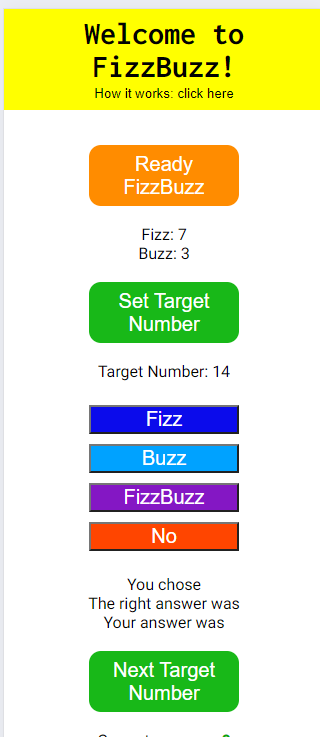 Welcome to
FizzBuzz!
How it works: click here
Ready
FizzBuzz
Fizz: 7
Buzz: 3
Set Target
Number
Target Number: 14
Fizz
Buzz
FizzBuzz
No
You chose
The right answer was
Your answer was
Next Target
Number